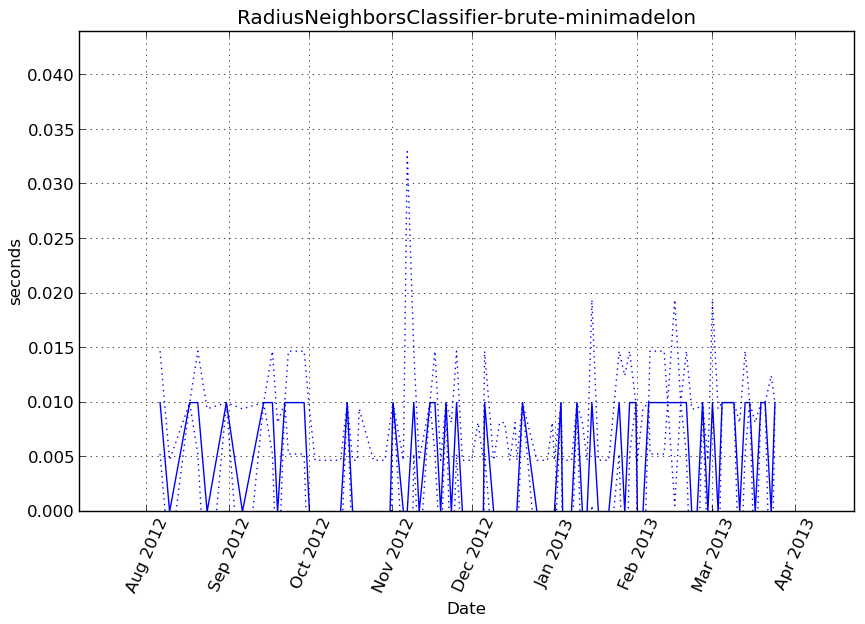 RadiusNeighborsClassifier-brute-minimadelon
0.040
0.035
0.030
0.025
0.020
0.015
0.010
0.005
0.000
seconds
Aug 2012
Sep 2012
Oct 2012
Nov 2012
Dec 2012
Jan 2013
Feb 2013
Mar 2013
Apr 2013
Date